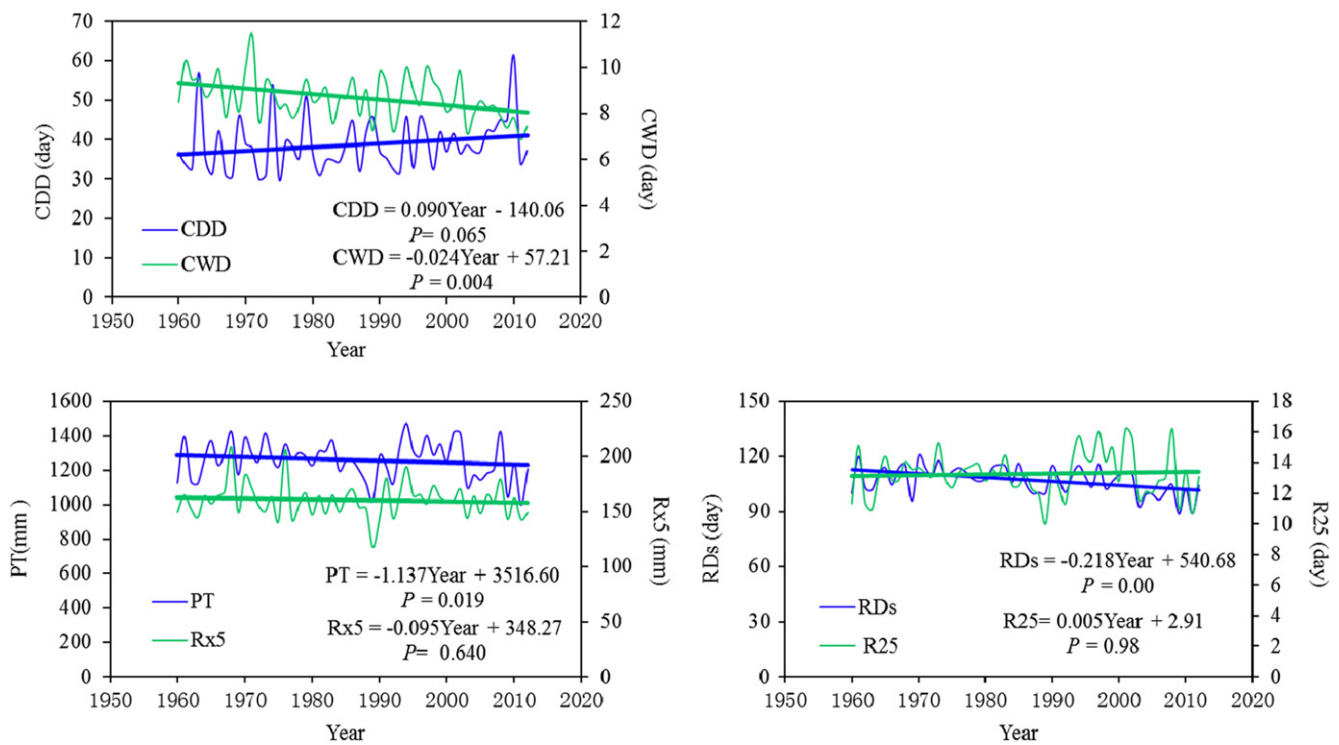 70
60
50
40
30
20
10
0
CDD (day)
12
10
8
6
4
2
0
CWD (day)
CDD
CWD
CDD = 0.090Year - 140.06
P= 0.065
CWD = -0.024Year + 57.21
P = 0.004
1950 1960 1970 1980 1990 2000 2010 2020
Year
1600
1400
1200
1000
800
600
400
200
0
PT(mm)
250
200
150
100
50
0
Rx5 (mm)
PT
Rx5
PT = -1.137Year + 3516.60
P = 0.019
Rx5 = -0.095Year + 348.27
P= 0.640
1950 1960 1970 1980 1990 2000 2010 2020
Year
150
120
90
60
30
0
RDs (day)
18
16
14
12
10
8
6
4
2
0
R25 (day)
RDs
R25
RDs = -0.218Year + 540.68
P = 0.00
R25= 0.005Year + 2.91
P = 0.98
1950 1960 1970 1980 1990 2000 2010 2020
Year